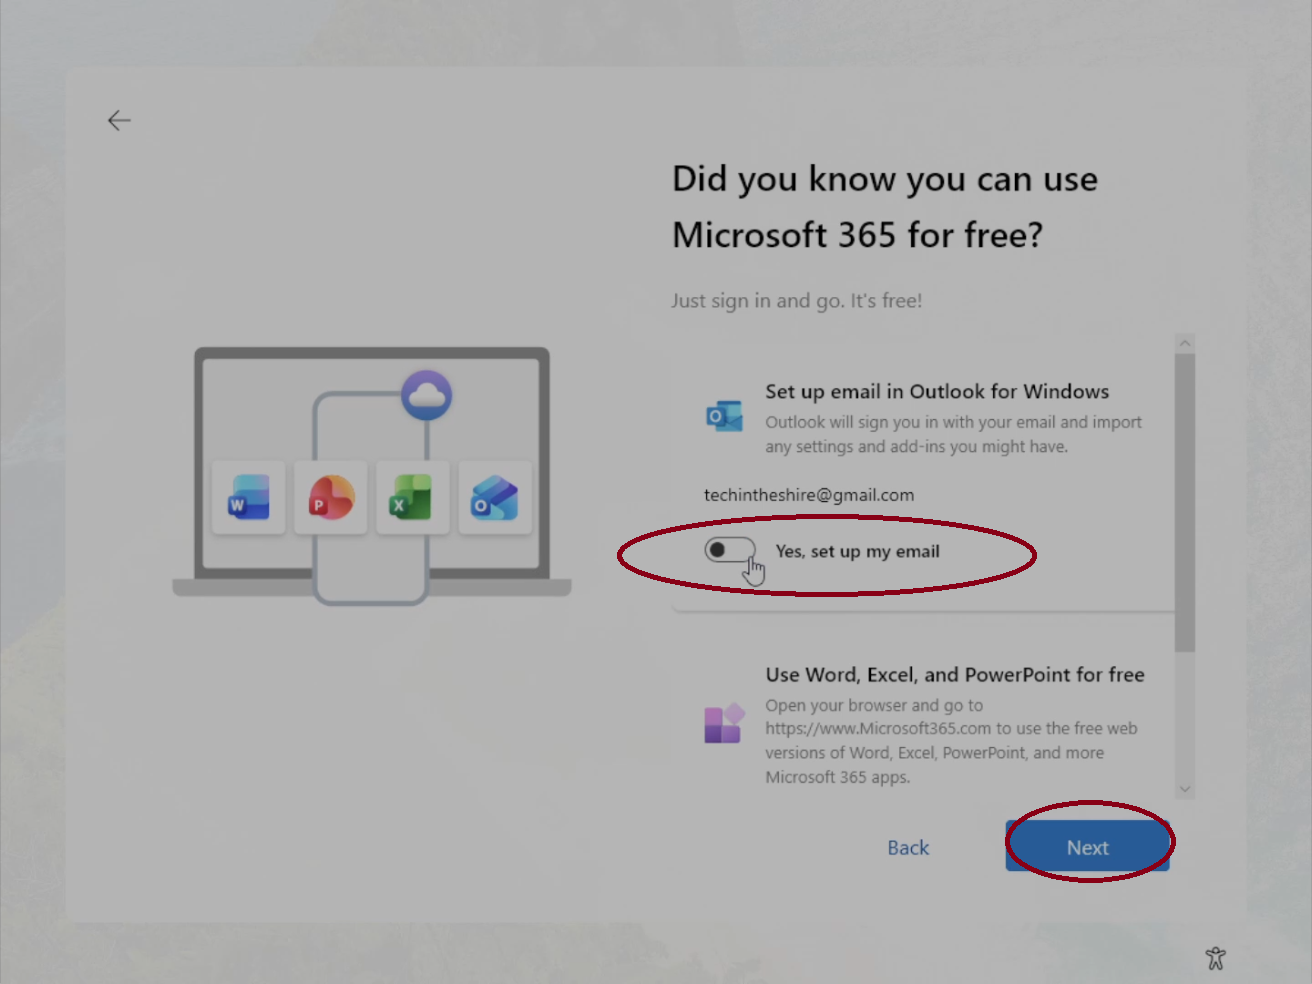 Did you know you can use
Microsoft 365 for free?
Just sign in and go. It's free!
Set up email in Outlook for Windows
Outlook will sign you in with your email and import
any settings and add-ins you might have.
techintheshire@gmail.com
Yes, set up my email
Use Word, Excel, and PowerPoint for free
Open your browser and go to
https://www.Microsoft365.com to use the free web
versions of Word, Excel, PowerPoint, and more
Microsoft 365 apps.
Back
Next
W
P
X
O
O